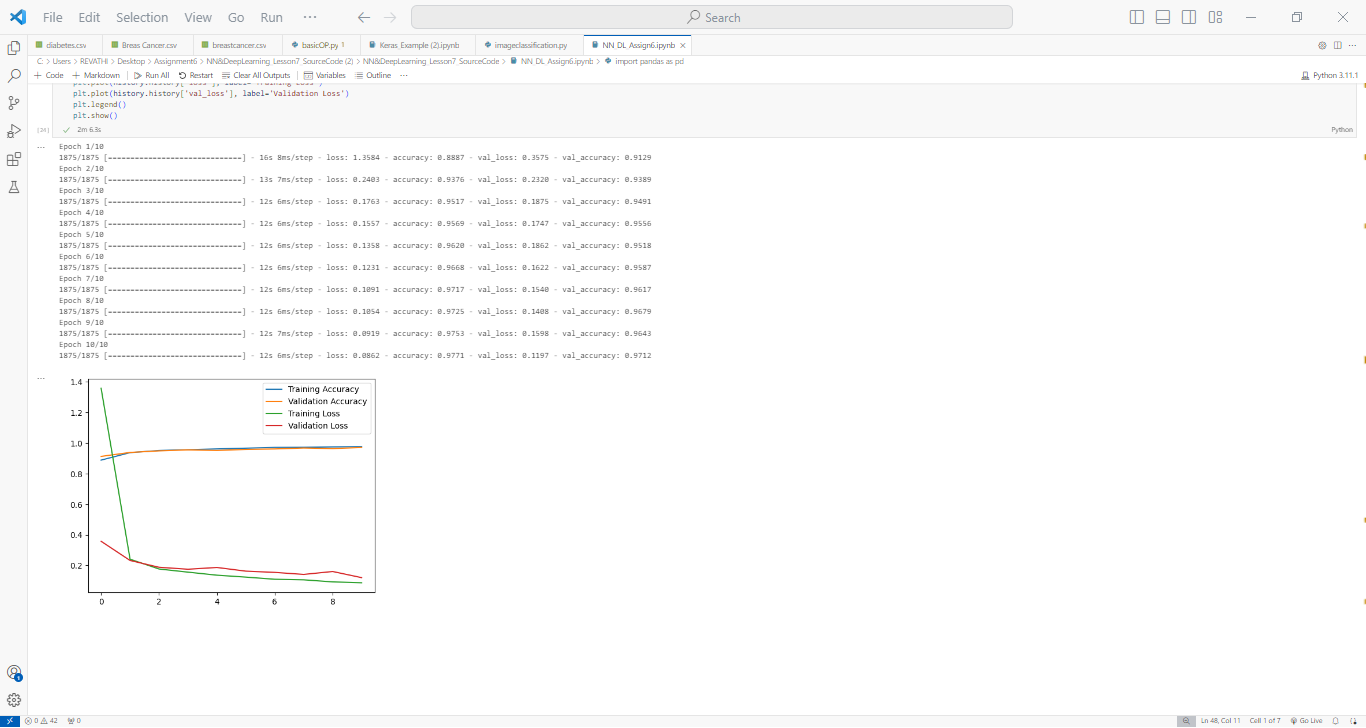 File Edit Selection View Go Run ··· Search
diabetes.csv Breas Cancer.csv breastcancer.csv basicOP.py 1 Keras_Example (2).ipynb imageclassification.py NN_DL_Assign6.ipynb
C: > Users > REVATHI > Desktop > Assignment6 > NN&DeepLearning_Lesson7_SourceCode (2) > NN&DeepLearning_Lesson7_SourceCode > NN_DL_Assign6.ipynb > import pandas as pd
+ Code + Markdown Run All Restart Clear All Outputs Variables Outline ··· Python 3.11.1
plt.plot(history.history['loss'], label='Training Loss')
plt.plot(history.history['val_loss'], label='Validation Loss')
plt.legend()
plt.show()
[24] 2m 6.3s Python
Epoch 1/10
1875/1875 [==============================] - 16s 8ms/step - loss: 1.3584 - accuracy: 0.8887 - val_loss: 0.3575 - val_accuracy: 0.9129
Epoch 2/10
1875/1875 [==============================] - 13s 7ms/step - loss: 0.2403 - accuracy: 0.9376 - val_loss: 0.2320 - val_accuracy: 0.9389
Epoch 3/10
1875/1875 [==============================] - 12s 6ms/step - loss: 0.1763 - accuracy: 0.9517 - val_loss: 0.1875 - val_accuracy: 0.9491
Epoch 4/10
1875/1875 [==============================] - 12s 6ms/step - loss: 0.1557 - accuracy: 0.9569 - val_loss: 0.1747 - val_accuracy: 0.9556
Epoch 5/10
1875/1875 [==============================] - 12s 6ms/step - loss: 0.1358 - accuracy: 0.9620 - val_loss: 0.1862 - val_accuracy: 0.9518
Epoch 6/10
1875/1875 [==============================] - 12s 6ms/step - loss: 0.1231 - accuracy: 0.9668 - val_loss: 0.1622 - val_accuracy: 0.9587
Epoch 7/10
1875/1875 [==============================] - 12s 6ms/step - loss: 0.1091 - accuracy: 0.9717 - val_loss: 0.1540 - val_accuracy: 0.9617
Epoch 8/10
1875/1875 [==============================] - 12s 6ms/step - loss: 0.1054 - accuracy: 0.9725 - val_loss: 0.1408 - val_accuracy: 0.9679
Epoch 9/10
1875/1875 [==============================] - 12s 7ms/step - loss: 0.0919 - accuracy: 0.9753 - val_loss: 0.1598 - val_accuracy: 0.9643
Epoch 10/10
1875/1875 [==============================] - 12s 6ms/step - loss: 0.0862 - accuracy: 0.9771 - val_loss: 0.1197 - val_accuracy: 0.9712
Training Accuracy
Validation Accuracy
Training Loss
Validation Loss
1.4
1.2
1.0
0.8
0.6
0.4
0.2
0 2 4 6 8
1
0 42 0 Ln 48, Col 11 Cell 1 of 7 Go Live